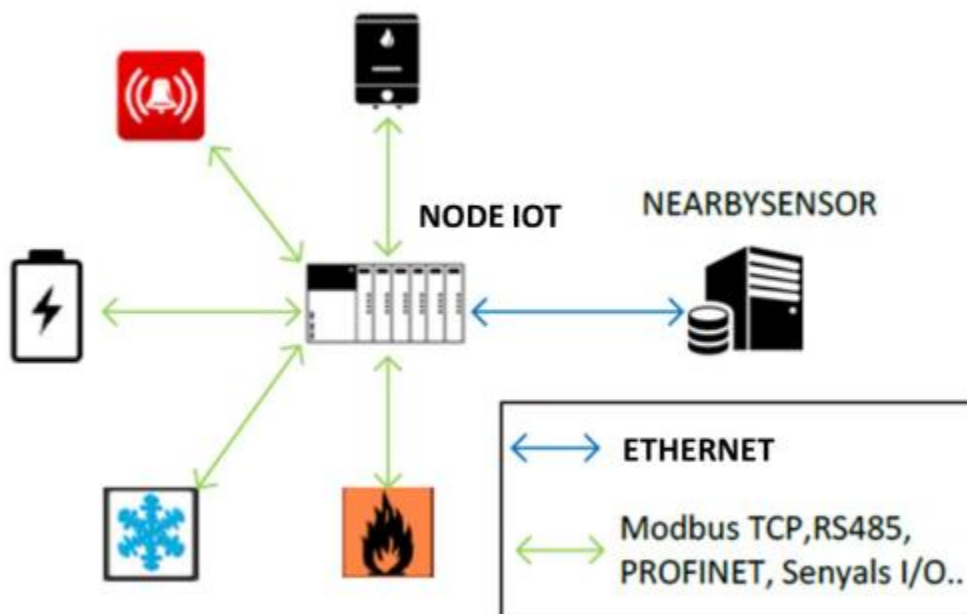 NODE IOT
NEARBYSENSOR
ETHERNET
Modbus TCP,RS485,
PROFINET, Senyals I/O..